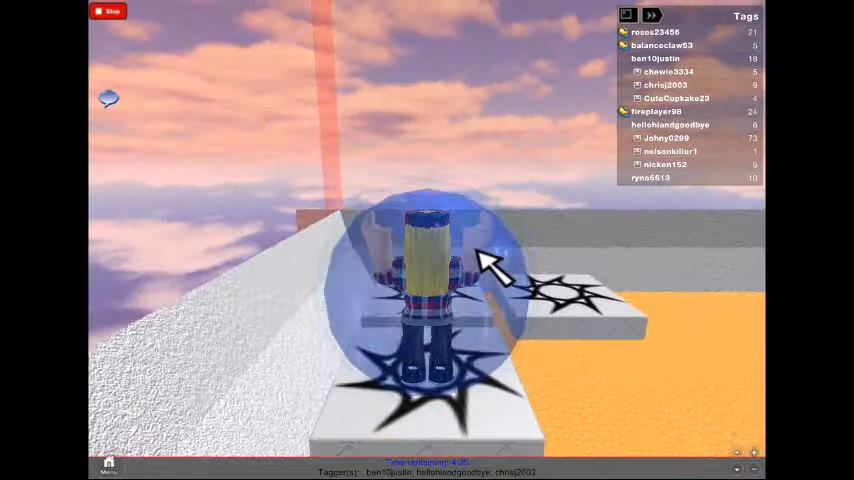 Stop
Tags
roses23456 21
balanceclaw53 5
ben10justin 18
chewie3334 5
chrisj2003 9
CuteCupkake23 4
fireplayer98 24
hellohiandgoodbye 6
Johny0299 73
nelsonkiller1 1
nicken152 6
ryno6513 10
Time remaining: 4:35
Tagger(s): ben10justin, hellohiandgoodbye, chrisj2003
Menu